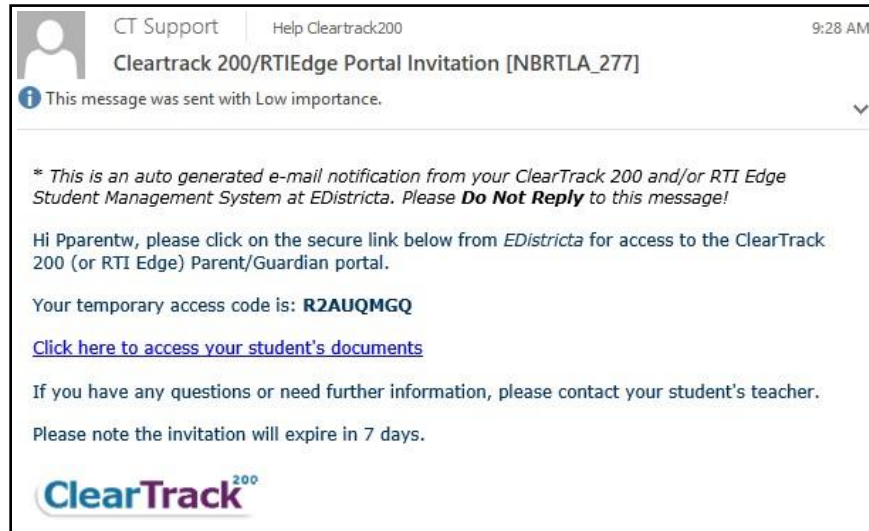 CT Support Help Cleartrack200 9:28 AM
Cleartrack 200/RTIEdge Portal Invitation [NBRTLA_277]
This message was sent with Low importance.
* This is an auto generated e-mail notification from your ClearTrack 200 and/or RTI Edge
Student Management System at EDistricta. Please Do Not Reply to this message!
Hi Pparentw, please click on the secure link below from EDistricta for access to the ClearTrack
200 (or RTI Edge) Parent/Guardian portal.
Your temporary access code is: R2AUQMGQ
Click here to access your student's documents
If you have any questions or need further information, please contact your student's teacher.
Please note the invitation will expire in 7 days.
ClearTrack200